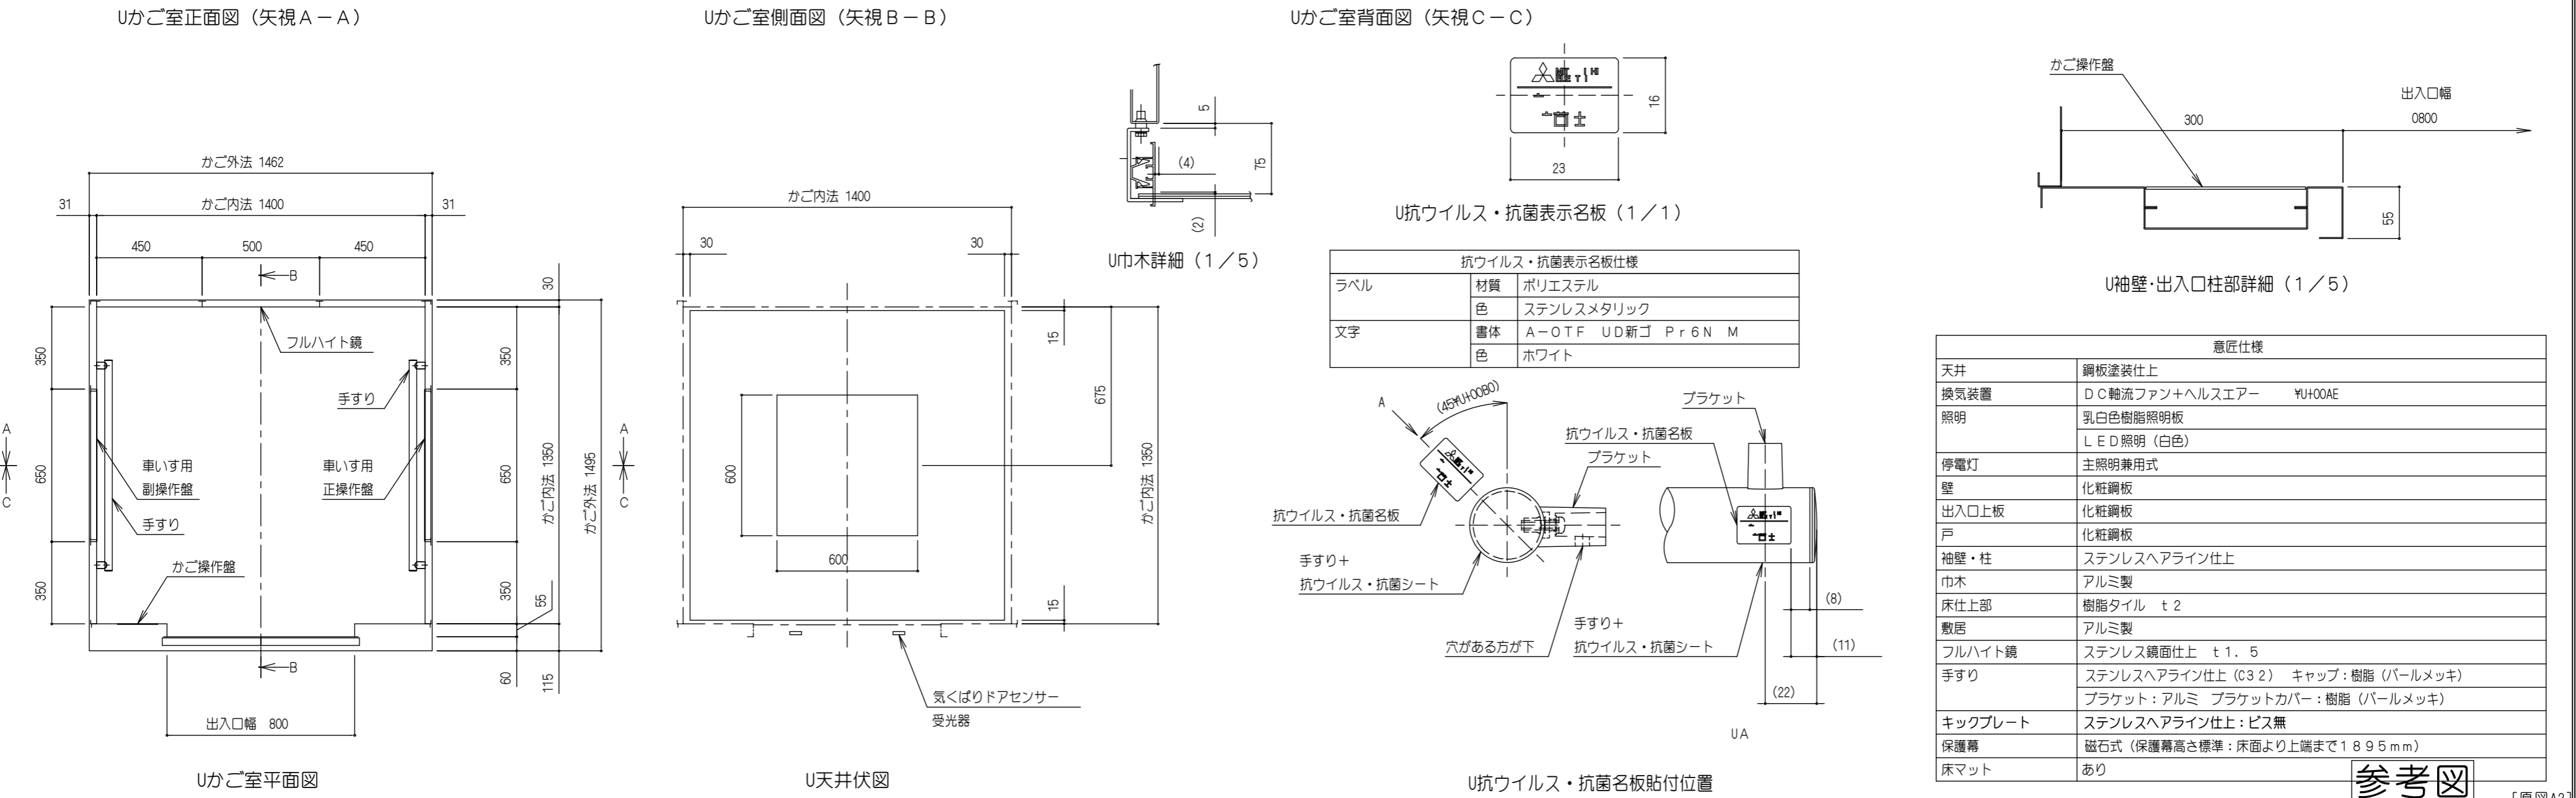 Uかご室正面図（矢視A－A）
Uかご室側面図（矢視B－B）
Uかご室背面図（矢視C－C）
かご外法 1462
31
かご内法 1400
31
450
500
450
B
30
フルハイト鏡
350
350
手すり
手すり
A
C
650
650
車いす用
副操作盤
車いす用
正操作盤
かご内法 1350
かご外法 1495
A
C
かご操作盤
350
350
55
B
60
115
出入口幅 800
Uかご室平面図
かご内法 1400
30
30
15
675
600
600
かご内法 1350
15
気くばりドアセンサー
受光器
U天井伏図
5
(4)
75
(2)
U巾木詳細（1／5）
16
23
U抗ウイルス・抗菌表示名板（1／1）
抗ウイルス・抗菌表示名板仕様
ラベル 材質 ポリエステル
色 ステンレスメタリック
文字 書体 A－OTF UD新ゴ Pr6N M
色 ホワイト
A
(45¥U+00B0)
ブラケット
抗ウイルス・抗菌名板
ブラケット
抗ウイルス・抗菌名板
手すり＋
抗ウイルス・抗菌シート
穴がある方が下
手すり＋
抗ウイルス・抗菌シート
(8)
(11)
(22)
UA
U抗ウイルス・抗菌名板貼付位置
かご操作盤
出入口幅
300
0800
55
U袖壁・出入口柱部詳細（1／5）
意匠仕様
天井 鋼板塗装仕上
換気装置 DC軸流ファン＋ヘルスエアー ¥U+00AE
照明 乳白色樹脂照明板
LED照明（白色）
停電灯 主照明兼用式
壁 化粧鋼板
出入口上板 化粧鋼板
戸 化粧鋼板
袖壁・柱 ステンレスヘアライン仕上
巾木 アルミ製
床仕上部 樹脂タイル t2
敷居 アルミ製
フルハイト鏡 ステンレス鏡面仕上 t1．5
手すり ステンレスヘアライン仕上（C32） キャップ：樹脂（パールメッキ）
ブラケット：アルミ ブラケットカバー：樹脂（パールメッキ）
キックプレート ステンレスヘアライン仕上：ビス無
保護幕 磁石式（保護幕高さ標準：床面より上端まで1895mm）
床マット あり
参考図